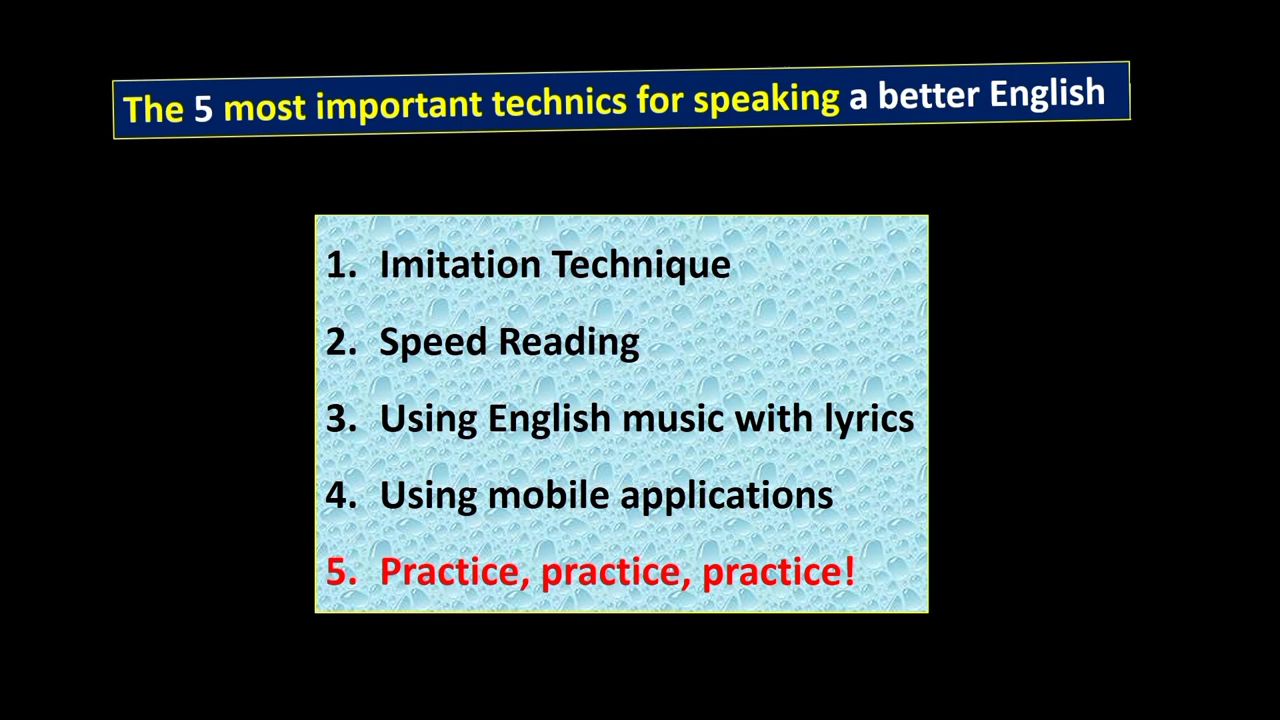 The 5 most important technics for speaking a better English
1. Imitation Technique
2. Speed Reading
3. Using English music with lyrics
4. Using mobile applications
5. Practice, practice, practice!